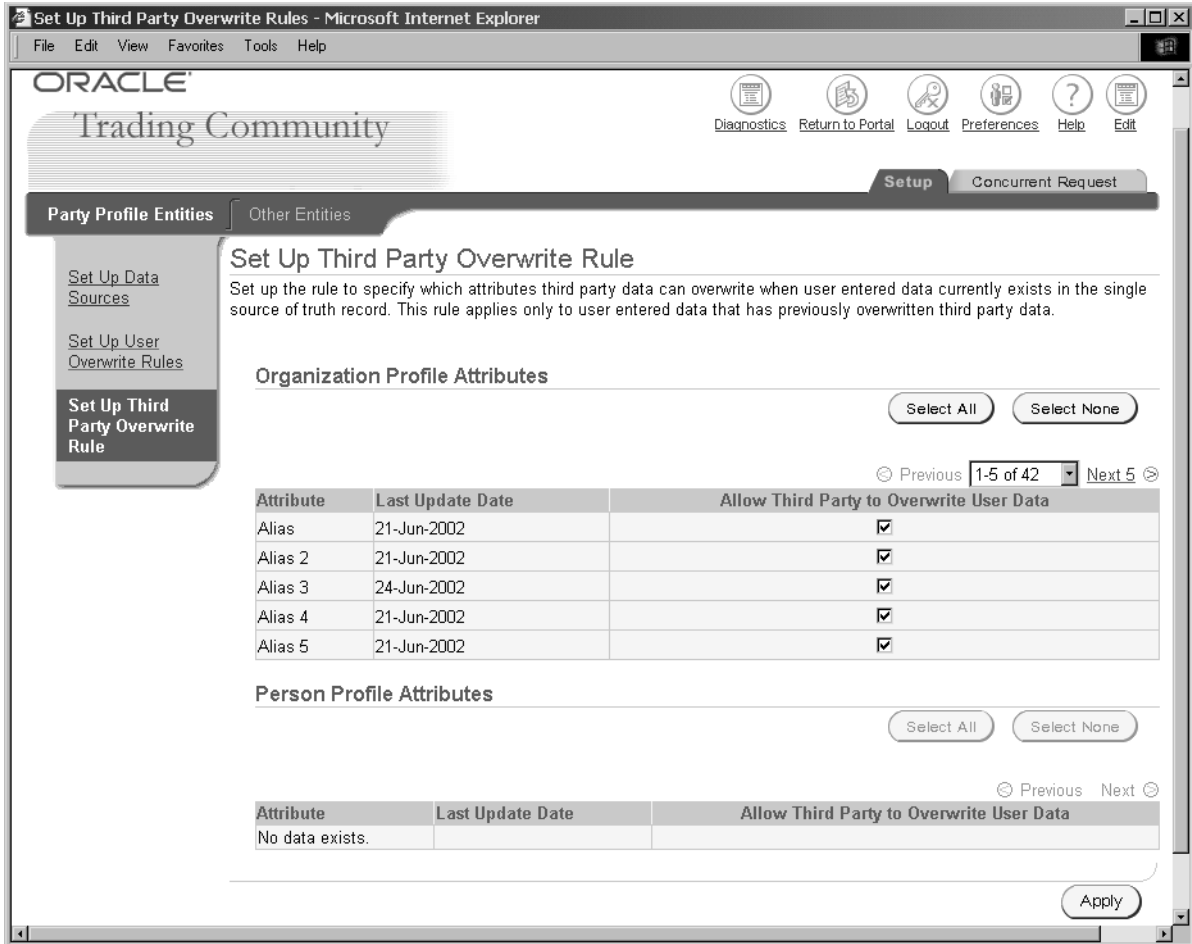 Set Up Third Party Overwrite Rules - Microsoft Internet Explorer
File Edit View Favorites Tools Help
ORACLE
Trading Community
Diagnostics Return to Portal Logout Preferences Help Edit
Setup Concurrent Request
Party Profile Entities Other Entities
Set Up Data
Sources
Set Up User
Overwrite Rules
Set Up Third
Party Overwrite
Rule
Set Up Third Party Overwrite Rule
Set up the rule to specify which attributes third party data can overwrite when user entered data currently exists in the single
source of truth record. This rule applies only to user entered data that has previously overwritten third party data.
Organization Profile Attributes
Select All Select None
Previous 1-5 of 42 Next 5
Attribute Last Update Date Allow Third Party to Overwrite User Data
Alias 21-Jun-2002
Alias 2 21-Jun-2002
Alias 3 24-Jun-2002
Alias 4 21-Jun-2002
Alias 5 21-Jun-2002
Person Profile Attributes
Select All Select None
Previous Next
Attribute Last Update Date Allow Third Party to Overwrite User Data
No data exists.
Apply